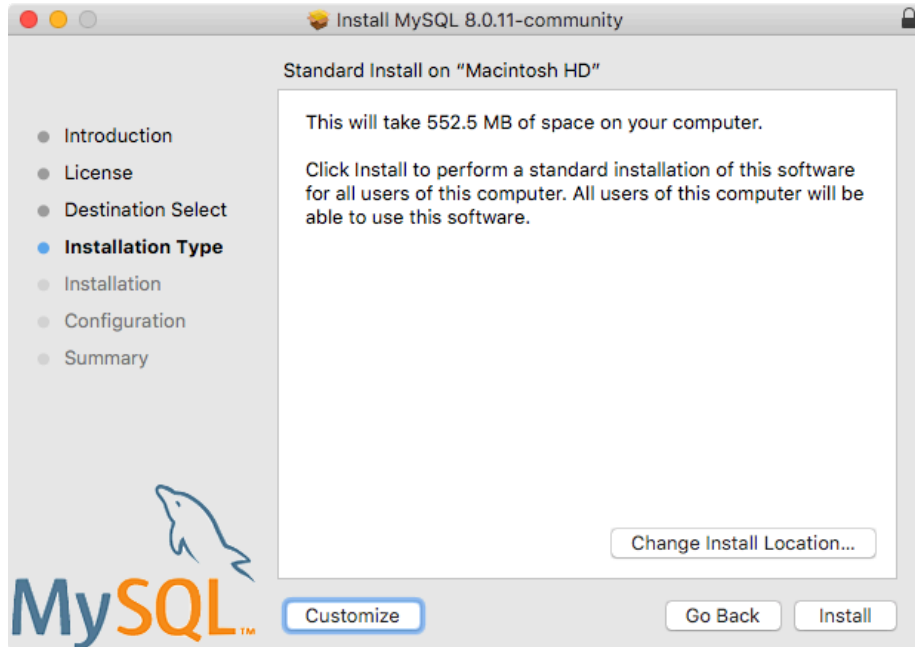 Install MySQL 8.0.11-community
Standard Install on “Macintosh HD”
Introduction
License
Destination Select
Installation Type
Installation
Configuration
Summary
This will take 552.5 MB of space on your computer.
Click Install to perform a standard installation of this software
for all users of this computer. All users of this computer will be
able to use this software.
Change Install Location...
MySQL™
Customize
Go Back
Install